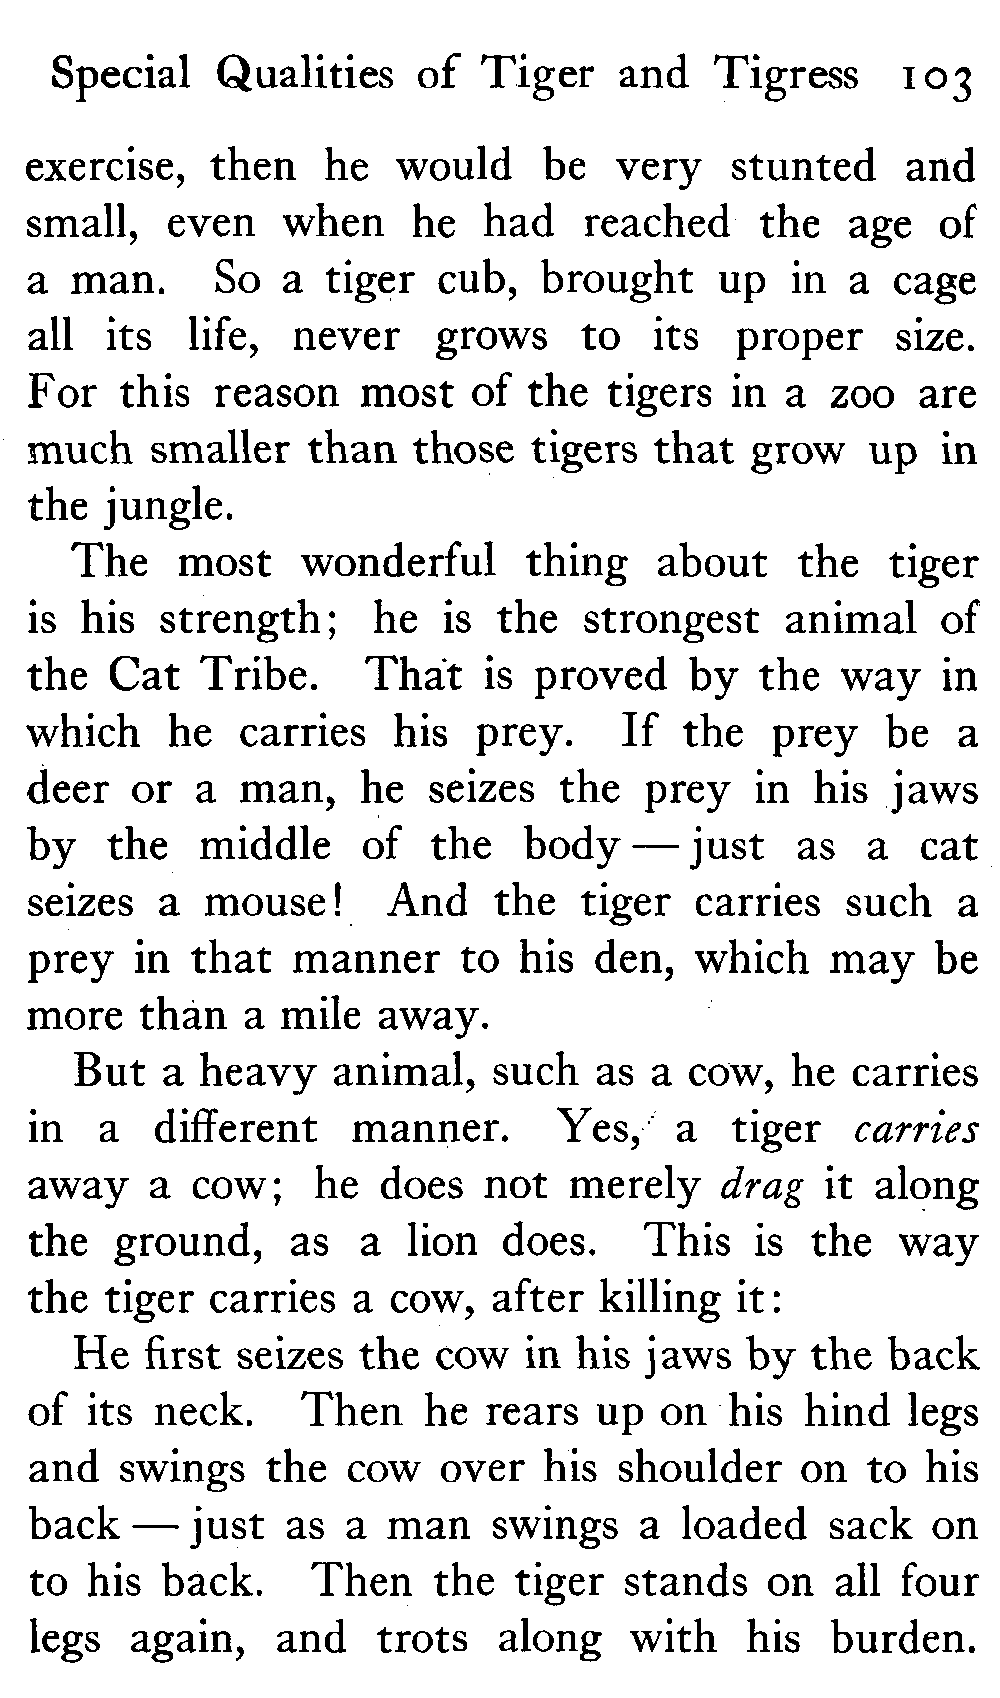 Special Qualities of Tiger and Tigress 103
exercise, then he would be very stunted and
small, even when he had reached the age of
a man. So a tiger cub, brought up in a cage
all its life, never grows to its proper size.
For this reason most of the tigers in a zoo are
much smaller than those tigers that grow up in
the jungle.
The most wonderful thing about the tiger
is his strength; he is the strongest animal of
the Cat Tribe. That is proved by the way in
which he carries his prey. If the prey be a
deer or a man, he seizes the prey in his jaws
by the middle of the body — just as a cat
seizes a mouse! And the tiger carries such a
prey in that manner to his den, which may be
more than a mile away.
But a heavy animal, such as a cow, he carries
in a different manner. Yes, a tiger carries
away a cow; he does not merely drag it along
the ground, as a lion does. This is the way
the tiger carries a cow, after killing it:
He first seizes the cow in his jaws by the back
of its neck. Then he rears up on his hind legs
and swings the cow over his shoulder on to his
back — just as a man swings a loaded sack on
to his back. Then the tiger stands on all four
legs again, and trots along with his burden.